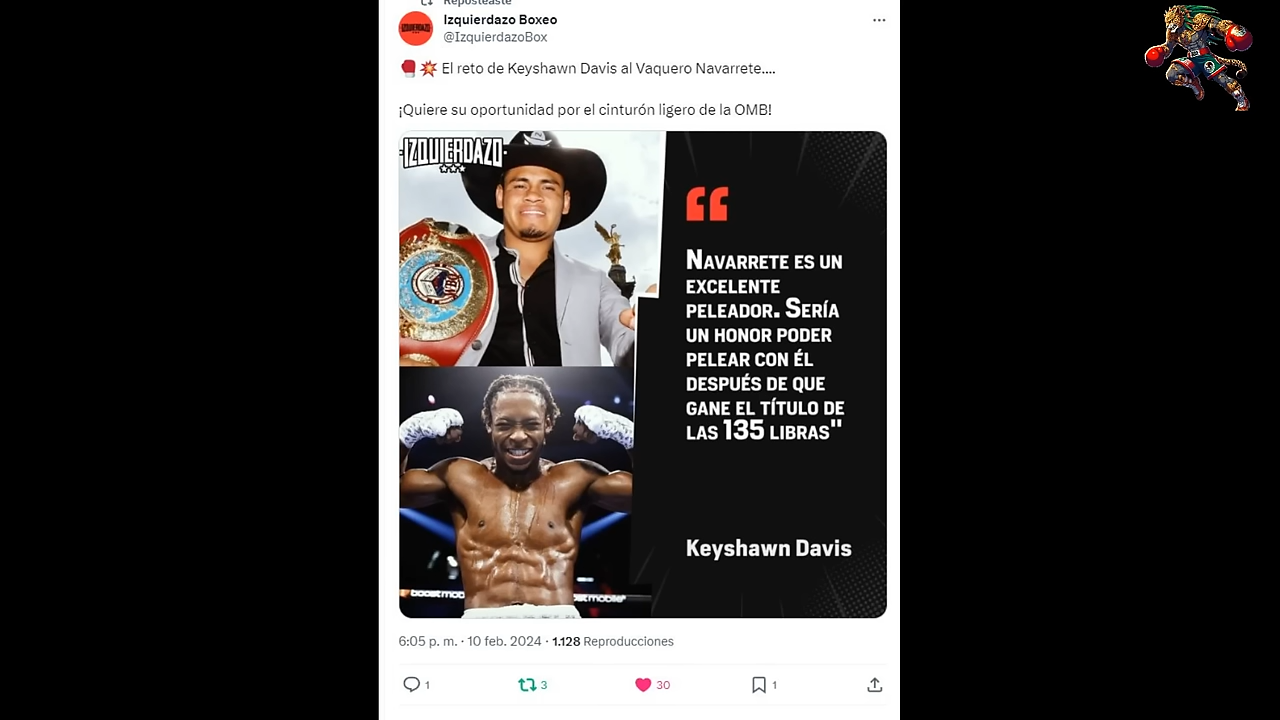 Reposteaste
Izquierdazo Boxeo
@IzquierdazoBox
El reto de Keyshawn Davis al Vaquero Navarrete....
¡Quiere su oportunidad por el cinturón ligero de la OMB!
IZQUIERDAZO
“
NAVARRETE ES UN
EXCELENTE
PELEADOR. SERÍA
UN HONOR PODER
PELEAR CON ÉL
DESPUÉS DE QUE
GANE EL TÍTULO DE
LAS 135 LIBRAS"
Keyshawn Davis
boost mobile
6:05 p. m. · 10 feb. 2024 · 1.128 Reproducciones
1
3
30
1